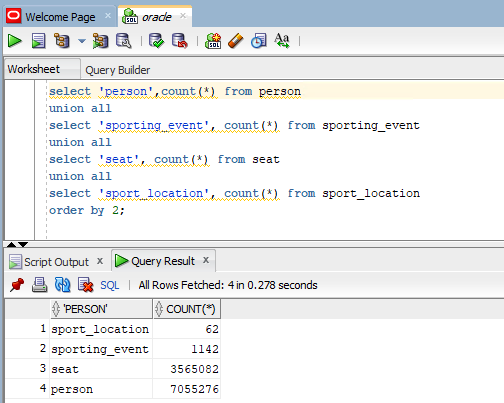 Welcome Page oracle
Worksheet Query Builder
select 'person',count(*) from person
union all
select 'sporting_event', count(*) from sporting_event
union all
select 'seat', count(*) from seat
union all
select 'sport_location', count(*) from sport_location
order by 2;
Script Output Query Result
SQL All Rows Fetched: 4 in 0.278 seconds
'PERSON' COUNT(*)
1 sport_location 62
2 sporting_event 1142
3 seat 3565082
4 person 7055276